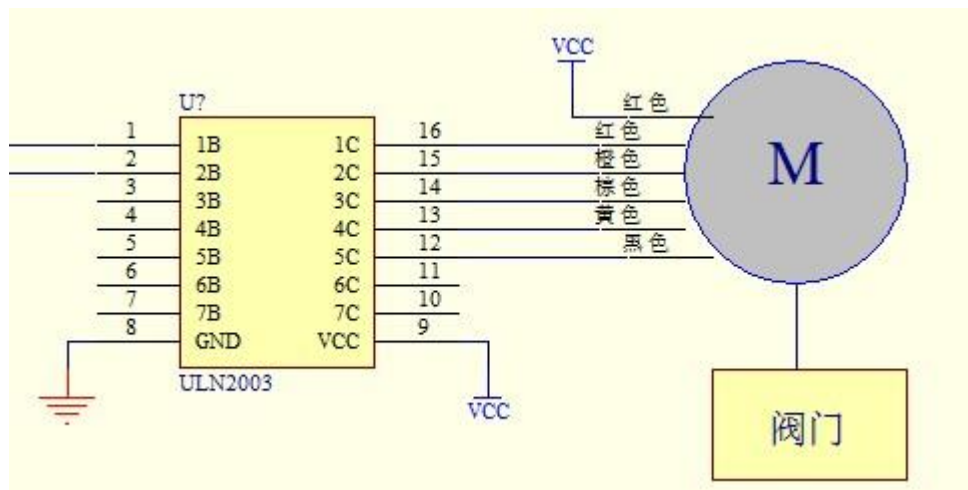 VCC
U?
红色
1 1B 1C 16 红色
2 2B 2C 15 橙色
3 3B 3C 14 棕色
4 4B 4C 13 黄色
5 5B 5C 12 黑色
6 6B 6C 11
7 7B 7C 10
8 GND VCC 9
M
ULN2003
VCC
阀门